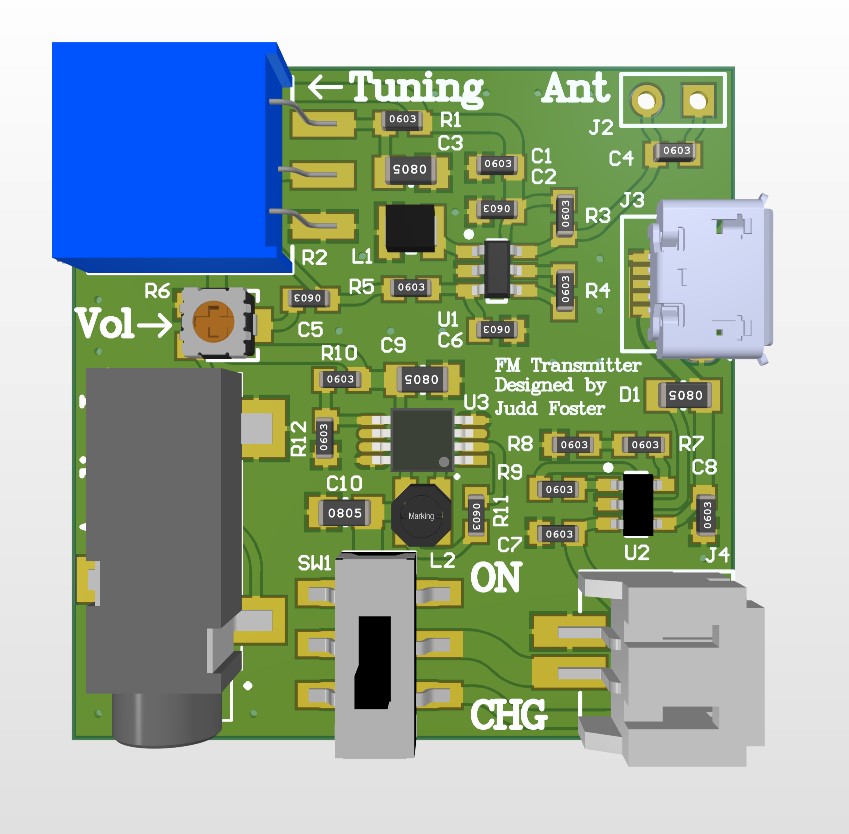 ←Tuning
Ant
0603 R1
J2
C3
0603 C1
C4 0603
0805
C2
0603
0603 R3
J3
L1
R2
R6
R5 0603
0603 R4
0603
C5
Vol→
U1
C6 0603
R10
C9
FM Transmitter
Designed by
Judd Foster
0603
0805
D1 0805
U3
R12 0603
R8 0603
0603 R7
R9
C8
C10
0603
0805
Marking
0603 R11
0603
C7 0603
U2
J4
SW1
L2
ON
CHG